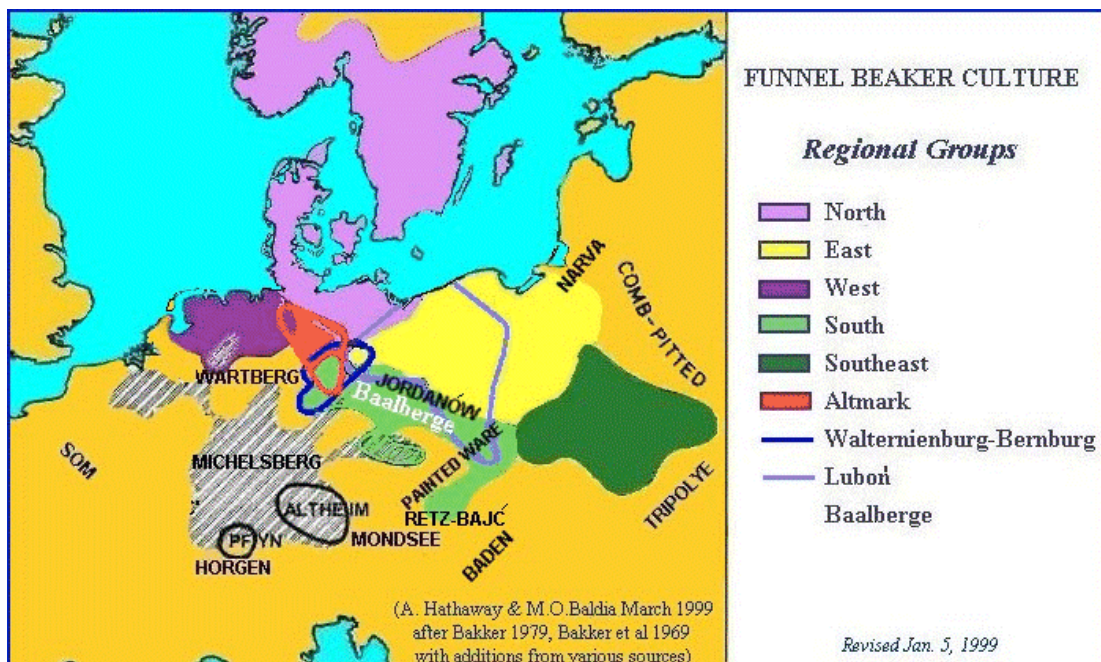 FUNNEL BEAKER CULTURE
Regional Groups
North
East
West
South
Southeast
Altmark
Walternienburg-Bernburg
Luboń
Baalberge
NARVA
COMB-PITTED
WARTBERG
JORDANÓW
Baalberge
SOM
MICHELSBERG
PAINTED WARE
TRIPOLYE
ALTHEIM
RETZ-BAJĆ
PFYN
MONDSEE
BADEN
HORGEN
(A. Hathaway & M.O.Baldia March 1999
after Bakker 1979, Bakker et al 1969
with additions from various sources)
Revised Jan. 5, 1999